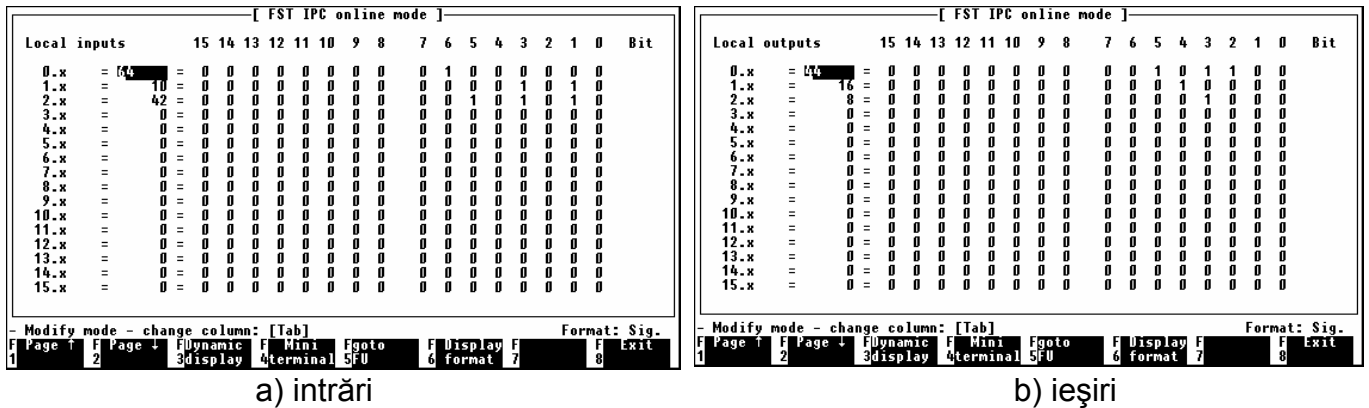 [ FST IPC online mode ]
Local inputs 15 14 13 12 11 10 9 8 7 6 5 4 3 2 1 0 Bit
0.x = 64 = 0 0 0 0 0 0 0 0 0 1 0 0 0 0 0 0
1.x = 10 = 0 0 0 0 0 0 0 0 0 0 0 0 1 0 1 0
2.x = 42 = 0 0 0 0 0 0 0 0 0 0 1 0 1 0 1 0
3.x = 0 = 0 0 0 0 0 0 0 0 0 0 0 0 0 0 0 0
4.x = 0 = 0 0 0 0 0 0 0 0 0 0 0 0 0 0 0 0
5.x = 0 = 0 0 0 0 0 0 0 0 0 0 0 0 0 0 0 0
6.x = 0 = 0 0 0 0 0 0 0 0 0 0 0 0 0 0 0 0
7.x = 0 = 0 0 0 0 0 0 0 0 0 0 0 0 0 0 0 0
8.x = 0 = 0 0 0 0 0 0 0 0 0 0 0 0 0 0 0 0
9.x = 0 = 0 0 0 0 0 0 0 0 0 0 0 0 0 0 0 0
10.x = 0 = 0 0 0 0 0 0 0 0 0 0 0 0 0 0 0 0
11.x = 0 = 0 0 0 0 0 0 0 0 0 0 0 0 0 0 0 0
12.x = 0 = 0 0 0 0 0 0 0 0 0 0 0 0 0 0 0 0
13.x = 0 = 0 0 0 0 0 0 0 0 0 0 0 0 0 0 0 0
14.x = 0 = 0 0 0 0 0 0 0 0 0 0 0 0 0 0 0 0
15.x = 0 = 0 0 0 0 0 0 0 0 0 0 0 0 0 0 0 0
- Modify mode - change column: [Tab] Format: Sig.
F Page ↑ F Page ↓ F Dynamic F Mini F goto F Display F F Exit
1 2 3 display 4 terminal 5 FU 6 format 7 8
a) intrări
[ FST IPC online mode ]
Local outputs 15 14 13 12 11 10 9 8 7 6 5 4 3 2 1 0 Bit
0.x = 44 = 0 0 0 0 0 0 0 0 0 0 1 0 1 1 0 0
1.x = 16 = 0 0 0 0 0 0 0 0 0 0 0 1 0 0 0 0
2.x = 8 = 0 0 0 0 0 0 0 0 0 0 0 0 1 0 0 0
3.x = 0 = 0 0 0 0 0 0 0 0 0 0 0 0 0 0 0 0
4.x = 0 = 0 0 0 0 0 0 0 0 0 0 0 0 0 0 0 0
5.x = 0 = 0 0 0 0 0 0 0 0 0 0 0 0 0 0 0 0
6.x = 0 = 0 0 0 0 0 0 0 0 0 0 0 0 0 0 0 0
7.x = 0 = 0 0 0 0 0 0 0 0 0 0 0 0 0 0 0 0
8.x = 0 = 0 0 0 0 0 0 0 0 0 0 0 0 0 0 0 0
9.x = 0 = 0 0 0 0 0 0 0 0 0 0 0 0 0 0 0 0
10.x = 0 = 0 0 0 0 0 0 0 0 0 0 0 0 0 0 0 0
11.x = 0 = 0 0 0 0 0 0 0 0 0 0 0 0 0 0 0 0
12.x = 0 = 0 0 0 0 0 0 0 0 0 0 0 0 0 0 0 0
13.x = 0 = 0 0 0 0 0 0 0 0 0 0 0 0 0 0 0 0
14.x = 0 = 0 0 0 0 0 0 0 0 0 0 0 0 0 0 0 0
15.x = 0 = 0 0 0 0 0 0 0 0 0 0 0 0 0 0 0 0
- Modify mode - change column: [Tab] Format: Sig.
F Page ↑ F Page ↓ F Dynamic F Mini F goto F Display F F Exit
1 2 3 display 4 terminal 5 FU 6 format 7 8
b) ieşiri